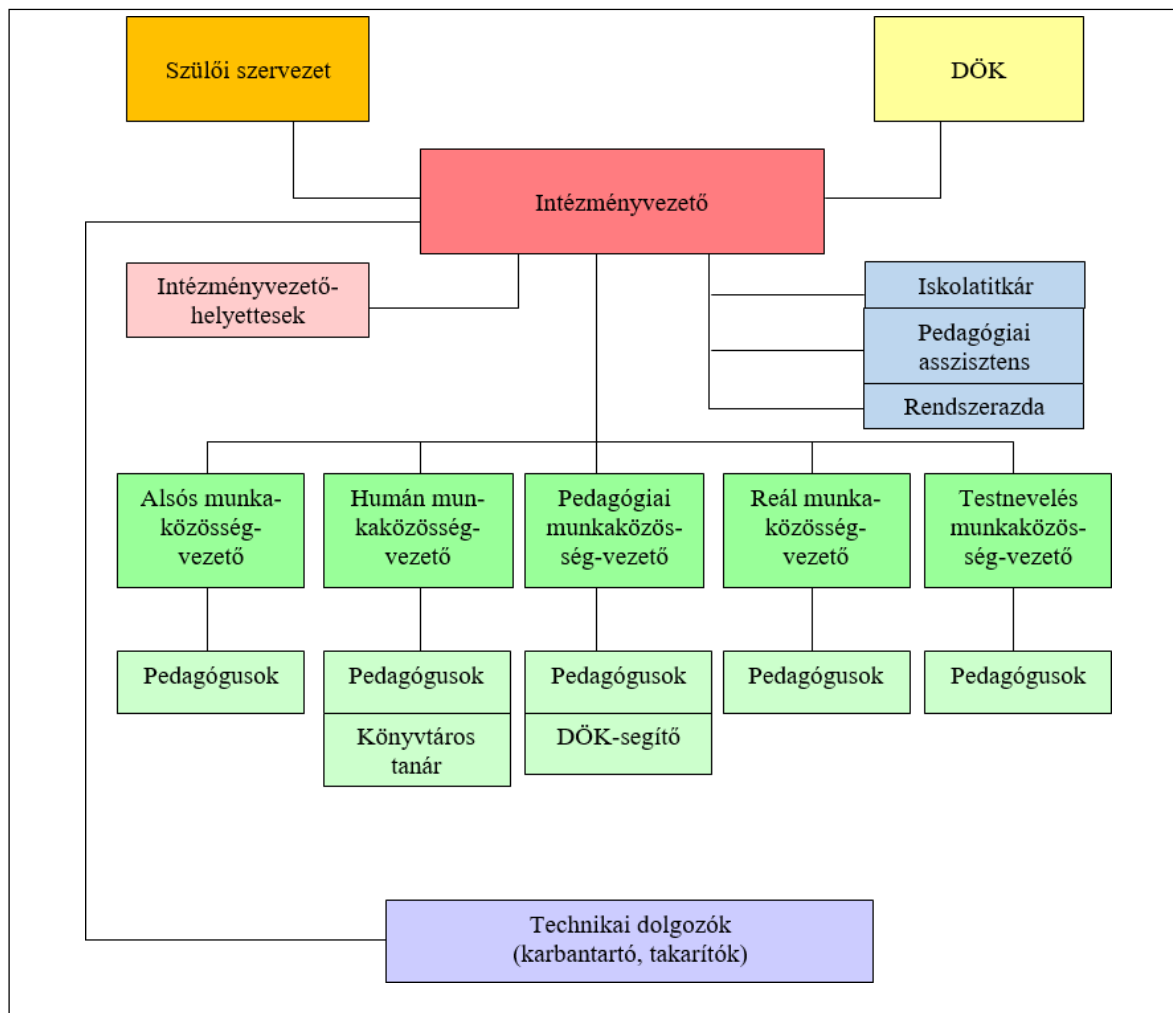 Szülői szervezet
DÖK
Intézményvezető
Intézményvezető-
helyettesek
Iskolatitkár
Pedagógiai
asszisztens
Rendszerazda
Alsós munka-
közösség-
vezető
Humán mun-
kaközösség-
vezető
Pedagógiai
munkaközös-
ség-vezető
Reál munka-
közösség-
vezető
Testnevelés
munkaközös-
ség-vezető
Pedagógusok
Pedagógusok
Könyvtáros
tanár
Pedagógusok
DÖK-segítő
Pedagógusok
Pedagógusok
Technikai dolgozók
(karbantartó, takarítók)